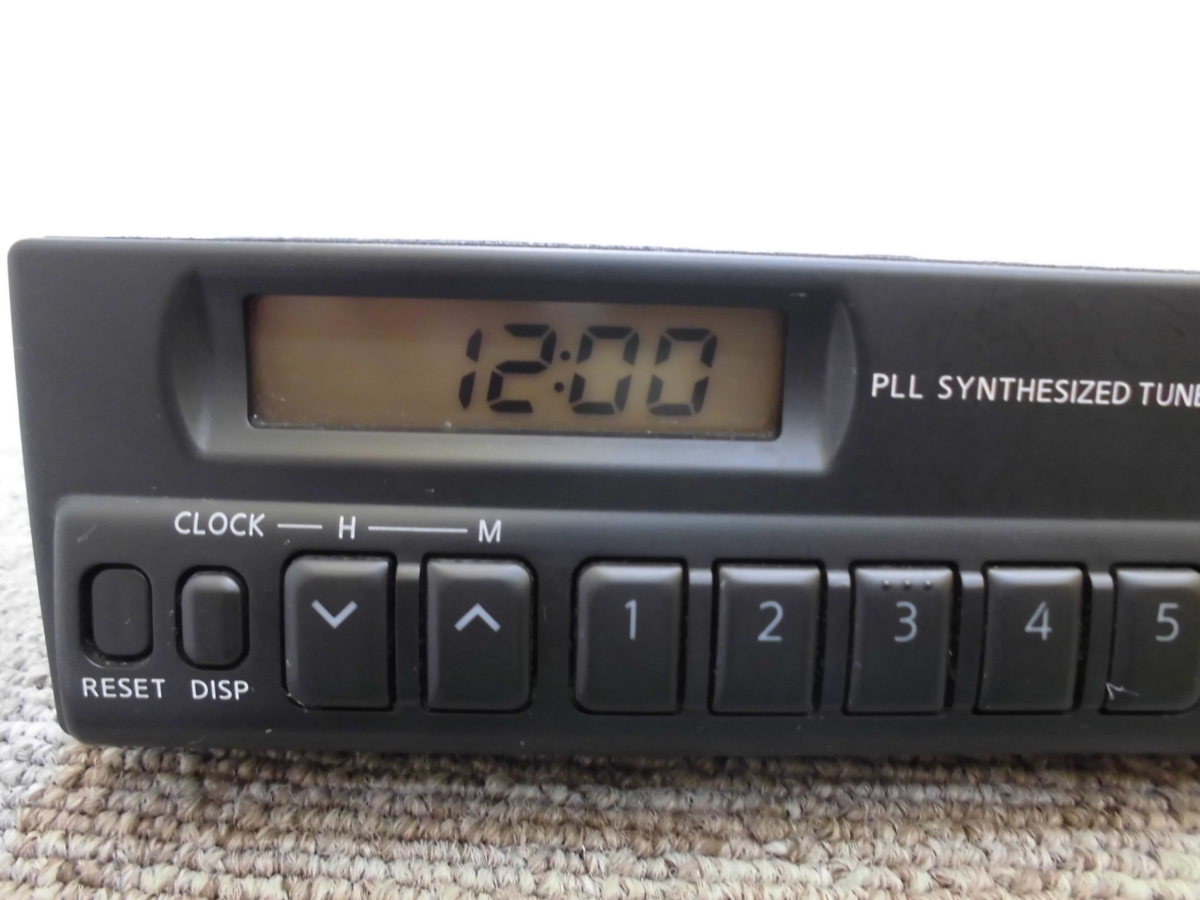 12:00
PLL SYNTHESIZED TUNE
CLOCK — H — M
1 2 3 4 5
RESET DISP